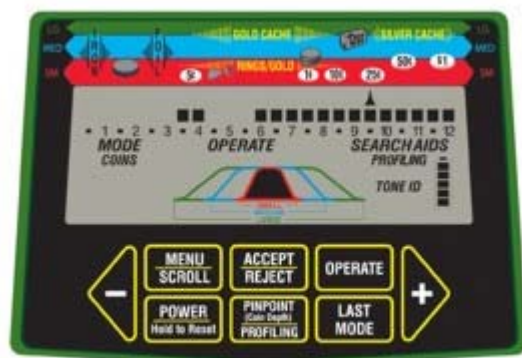 LG GOLD CACHE SILVER CACHE LG
MED IRON FOIL 50¢ $1 MED
SM 5¢ RINGS/GOLD 1¢ 10¢ 25¢ SM
• 1 • 2 • 3 • 4 • 5 • 6 • 7 • 8 • 9 • 10 • 11 • 12
MODE OPERATE SEARCH AIDS
COINS PROFILING
TONE ID
MENU ACCEPT OPERATE
SCROLL REJECT
POWER PINPOINT LAST
Hold to Reset (Coin Depth) MODE
PROFILING
− +